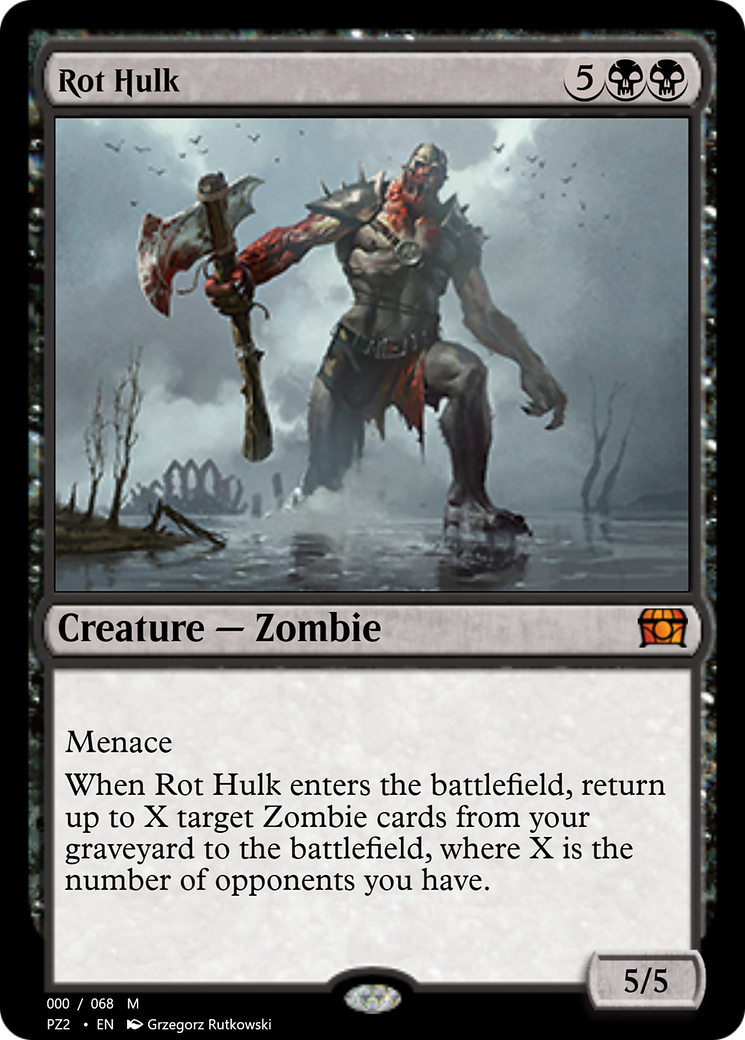 Rot Hulk 5
Creature — Zombie
Menace
When Rot Hulk enters the battlefield, return
up to X target Zombie cards from your
graveyard to the battlefield, where X is the
number of opponents you have.
5/5
000 / 068 M
PZ2 • EN Grzegorz Rutkowski